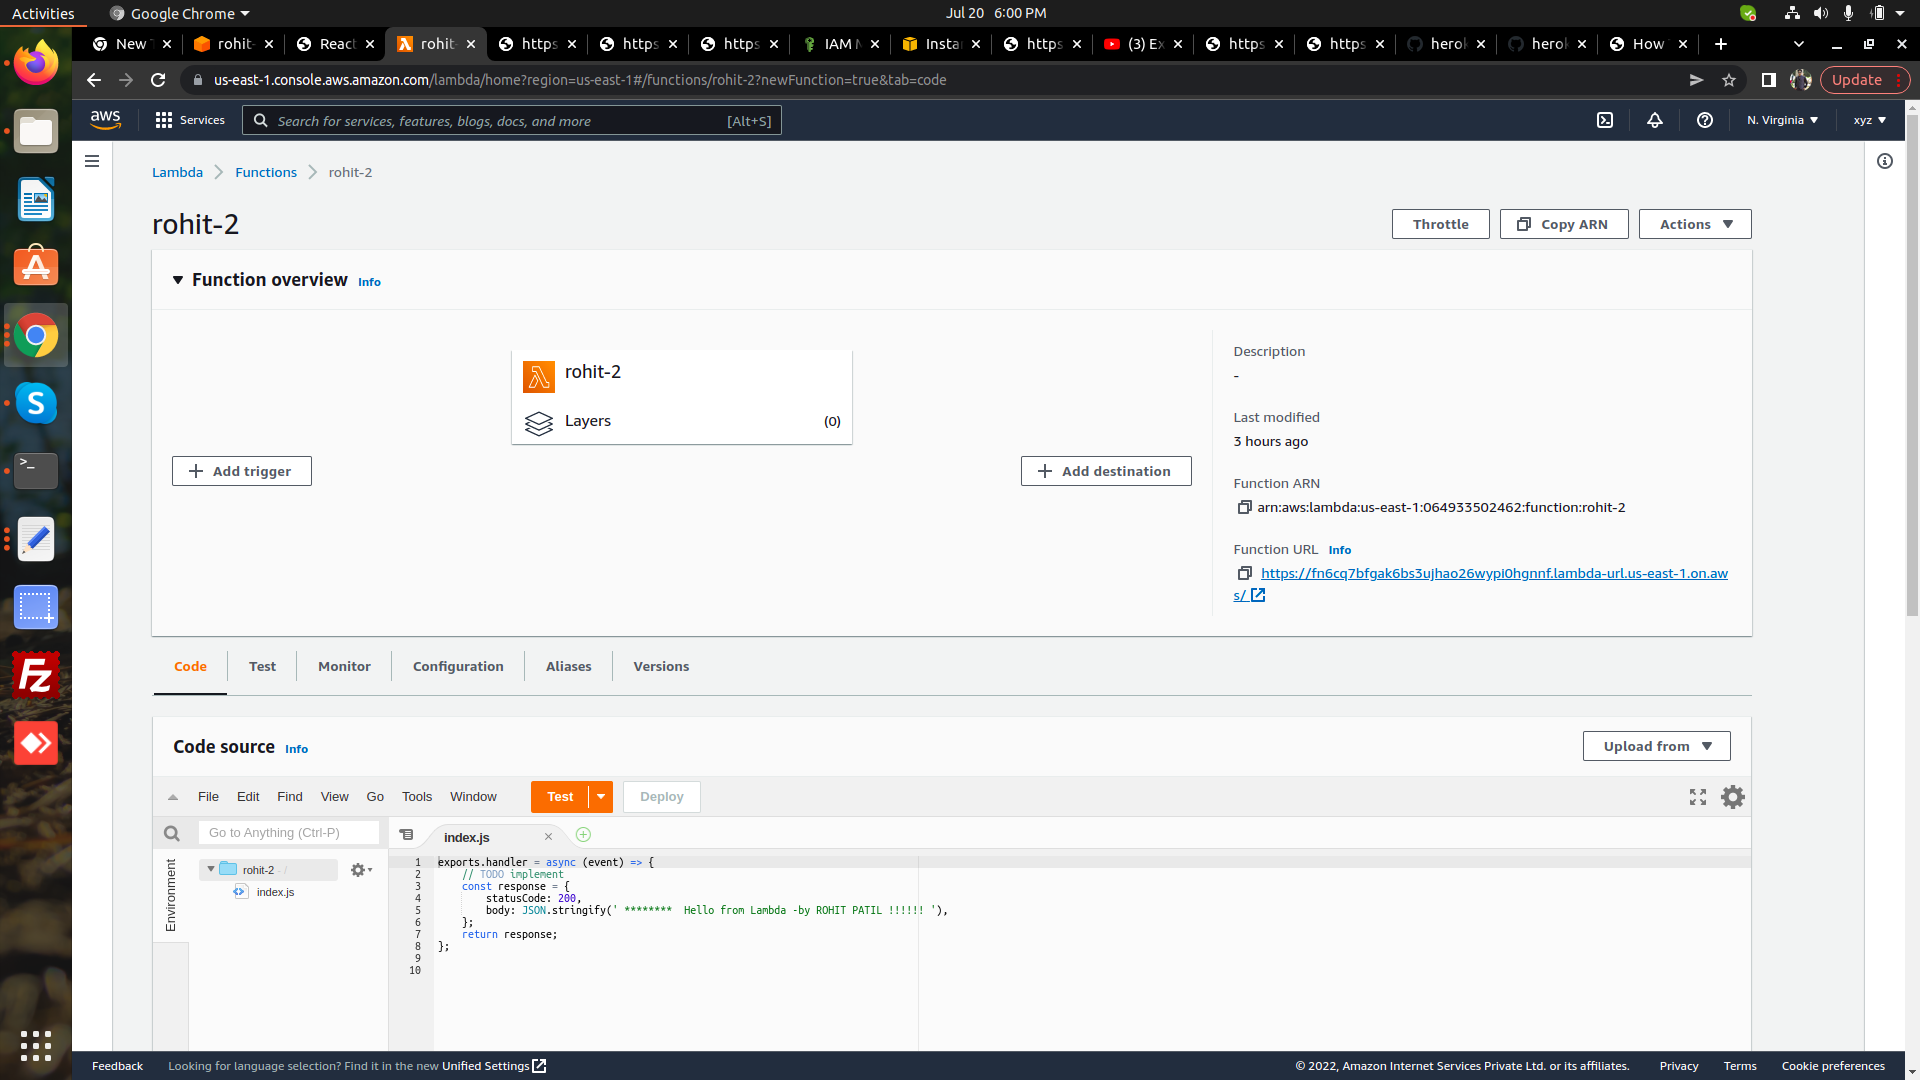 Activities
Google Chrome
Jul 20 6:00 PM
New
rohit-
React
rohit-
https
https
https
IAM M
Instan
https
(3) Ex
https
https
herok
herok
How
us-east-1.console.aws.amazon.com/lambda/home?region=us-east-1#/functions/rohit-2?newFunction=true&tab=code
Update
aws
Services
Search for services, features, blogs, docs, and more
[Alt+S]
N. Virginia
xyz
Lambda
Functions
rohit-2
rohit-2
Throttle
Copy ARN
Actions
Function overview
Info
rohit-2
Layers
(0)
Add trigger
Add destination
Description
-
Last modified
3 hours ago
Function ARN
arn:aws:lambda:us-east-1:064933502462:function:rohit-2
Function URL
Info
https://fn6cq7bfgak6bs3ujhao26wypi0hgnnf.lambda-url.us-east-1.on.aw
s/
Code
Test
Monitor
Configuration
Aliases
Versions
Code source
Info
Upload from
File
Edit
Find
View
Go
Tools
Window
Test
Deploy
Go to Anything (Ctrl-P)
index.js
Environment
rohit-2 - /
index.js
1 exports.handler = async (event) => {
2 // TODO implement
3 const response = {
4 statusCode: 200,
5 body: JSON.stringify(' ******** Hello from Lambda -by ROHIT PATIL !!!!!! '),
6 };
7 return response;
8 };
9
10
Feedback
Looking for language selection? Find it in the new Unified Settings
© 2022, Amazon Internet Services Private Ltd. or its affiliates.
Privacy
Terms
Cookie preferences